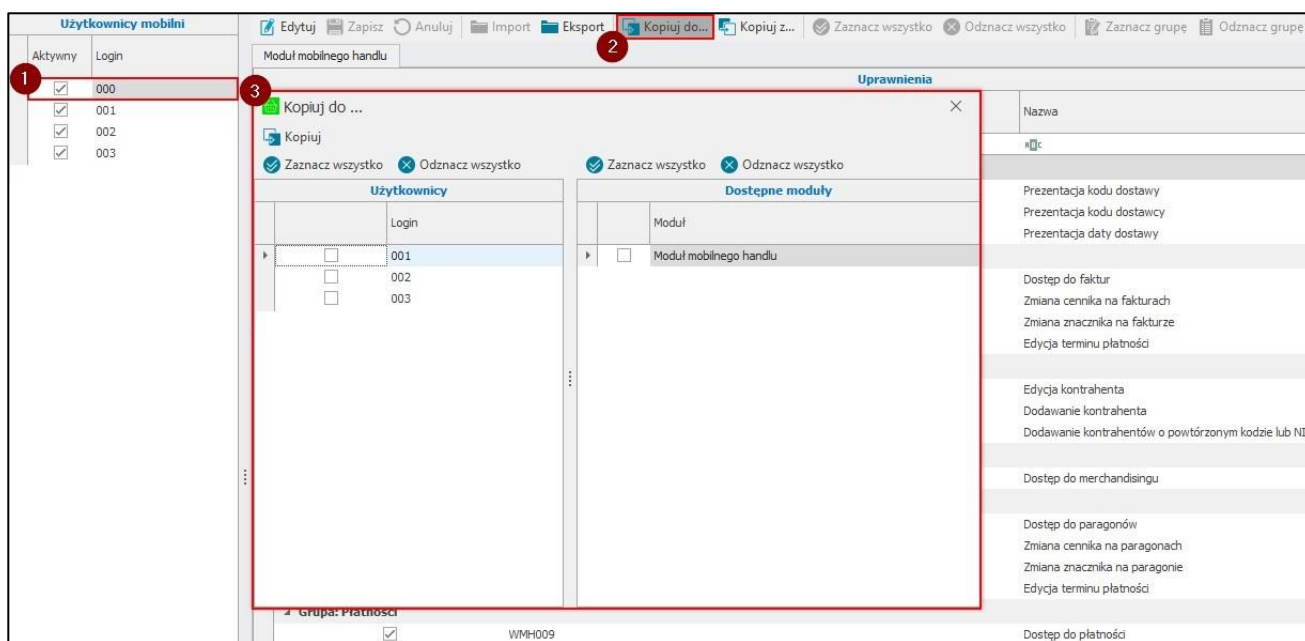 Użytkownicy mobilni
Edytuj Zapisz Anuluj Import Eksport Kopiuj do... Kopiuj z... Zaznacz wszystko Odznacz wszystko Zaznacz grupę Odznacz grupę
2
Aktywny Login
Moduł mobilnego handlu
1
000
001
002
003
Uprawnienia
Nazwa
3
Kopiuj do ...
Kopiuj
Zaznacz wszystko Odznacz wszystko
Zaznacz wszystko Odznacz wszystko
Użytkownicy
Login
001
002
003
Dostępne moduły
Moduł
Moduł mobilnego handlu
Prezentacja kodu dostawy
Prezentacja kodu dostawcy
Prezentacja daty dostawy
Dostęp do faktur
Zmiana cennika na fakturach
Zmiana znacznika na fakturze
Edycja terminu płatności
Edycja kontrahenta
Dodawanie kontrahenta
Dodawanie kontrahentów o powtórzonym kodzie lub NI
Dostęp do merchandisingu
Dostęp do paragonów
Zmiana cennika na paragonach
Zmiana znacznika na paragonie
Edycja terminu płatności
Grupa: Płatności
WMH009 Dostęp do płatności